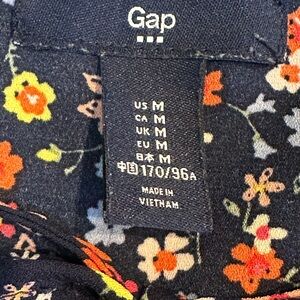 Gap
US M
CA M
UK M
EU M
日本 M
中国 170/96A
MADE IN
VIETNAM